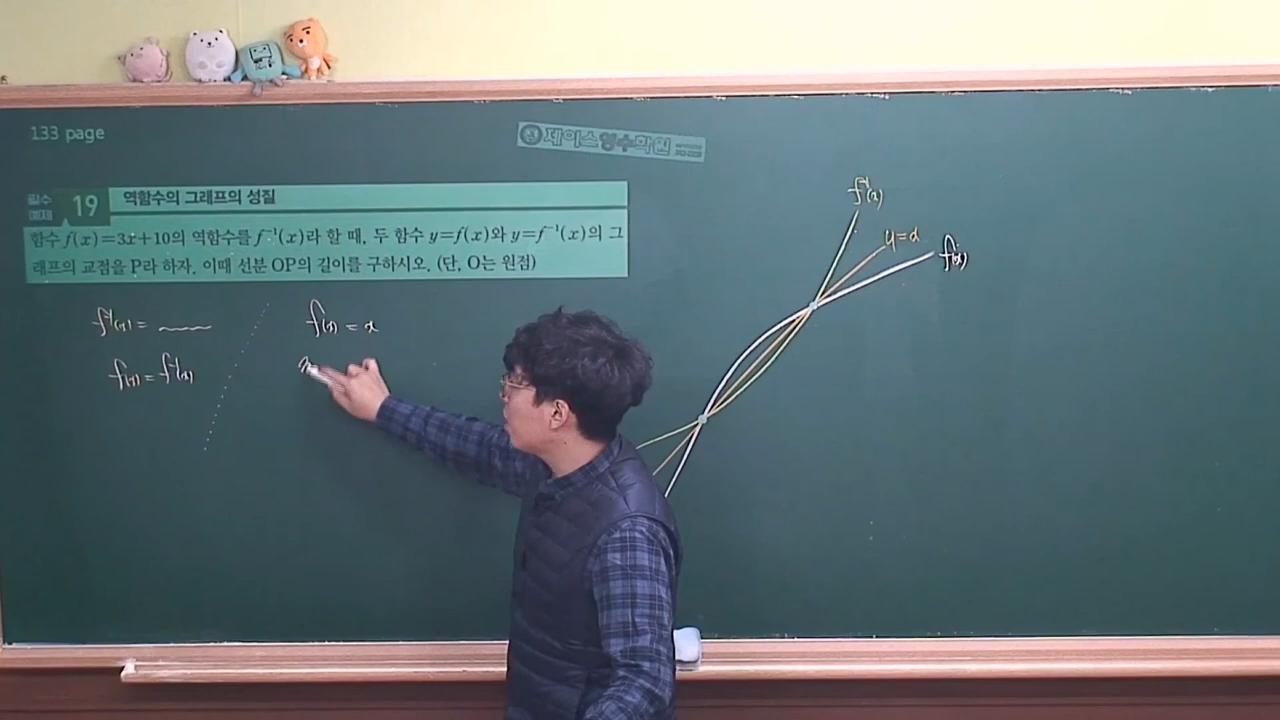 133 page
제이스영수학원
필수
예제
19
역함수의 그래프의 성질
함수 f(x)=3x+10의 역함수를 f⁻¹(x)라 할 때, 두 함수 y=f(x)와 y=f⁻¹(x)의 그
래프의 교점을 P라 하자. 이때 선분 OP의 길이를 구하시오. (단, O는 원점)
f⁻¹(x) =
f(x) = f⁻¹(x)
f(x) = x
3
f⁻¹(x)
y=x
f(x)